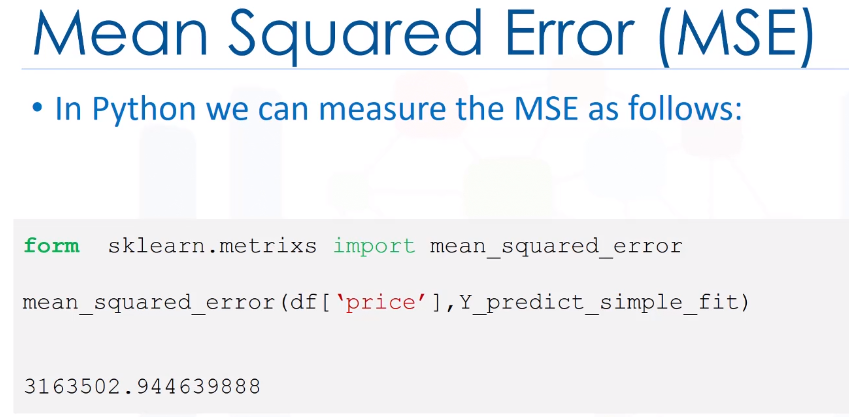 Mean Squared Error (MSE)
• In Python we can measure the MSE as follows:
form sklearn.metrixs import mean_squared_error
mean_squared_error(df[‘price’],Y_predict_simple_fit)
3163502.944639888